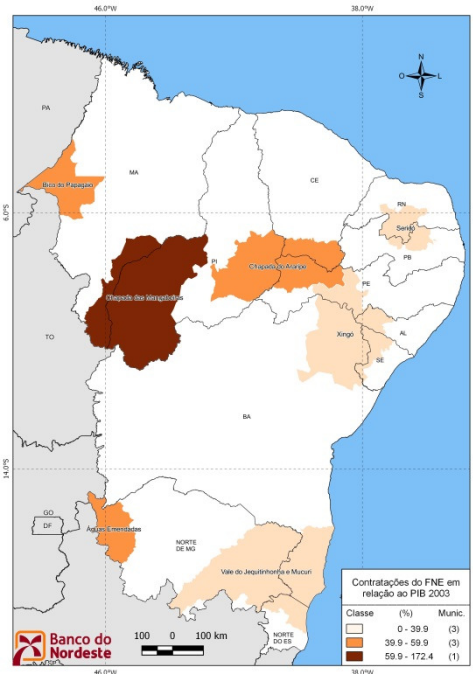 46.0°W
38.0°W
N
O
L
S
PA
MA
CE
Bico do Papagaio
RN
6.0°S
6.0°S
Seridó
PB
PI
Chapada do Araripe
Chapada das Mangabeiras
PE
TO
Xingó
AL
SE
BA
14.0°S
14.0°S
GO
DF
Águas Emendadas
NORTE
DE MG
Vale do Jequitinhonha e Mucuri
NORTE
DO ES
Contratações do FNE em
relação ao PIB 2003
Classe (%) Munic.
0 - 39.9 (3)
39.9 - 59.9 (3)
59.9 - 172.4 (1)
Banco do
Nordeste
100 0 100 km
46.0°W
38.0°W